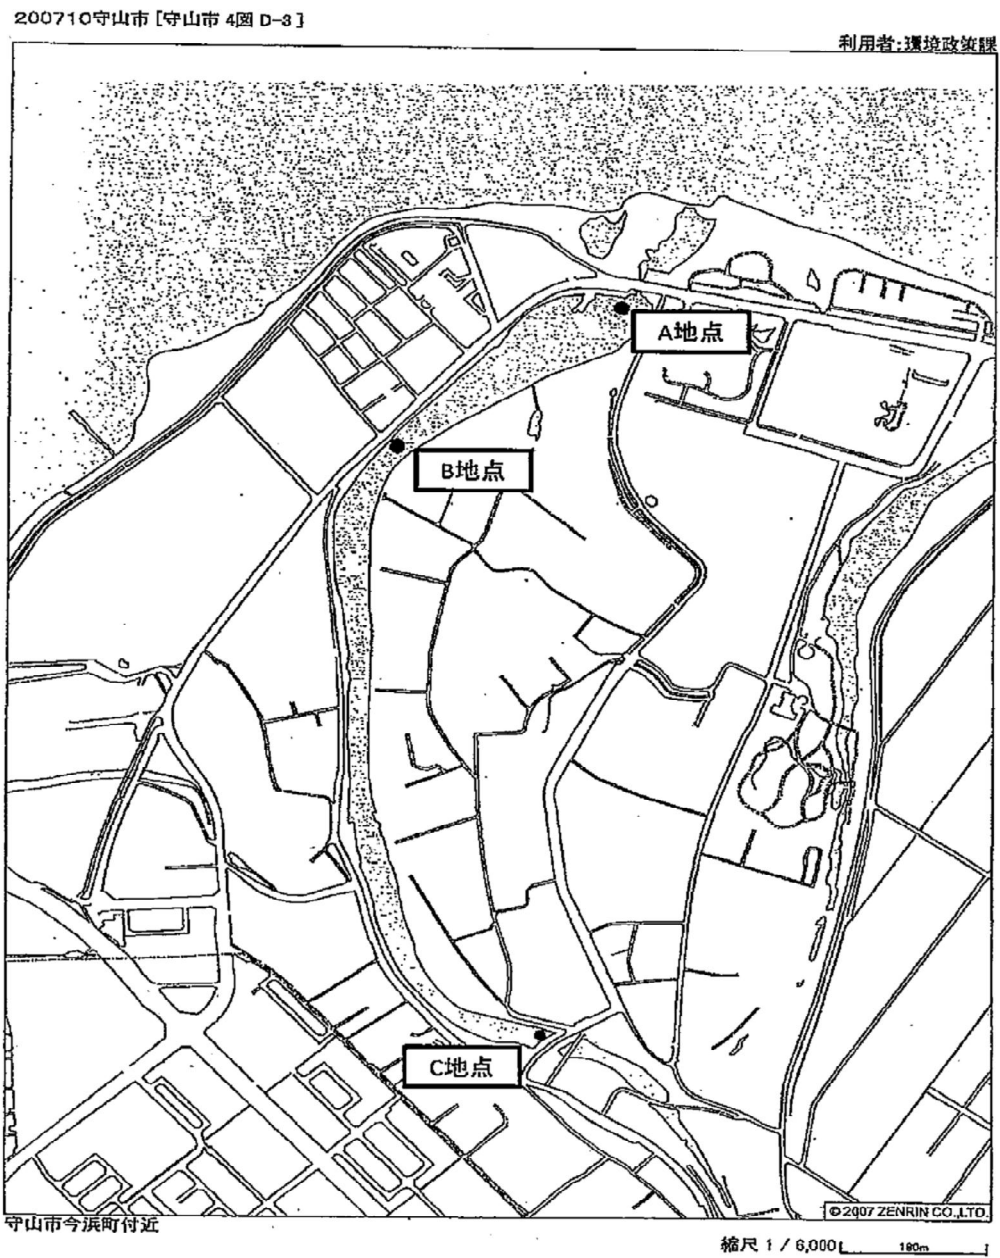 200710守山市 [守山市 4図 D-3]
利用者:環境政策課
A地点
B地点
C地点
©2007 ZENRIN CO.,LTD.
守山市今浜町付近
縮尺 1 / 6,000 180m